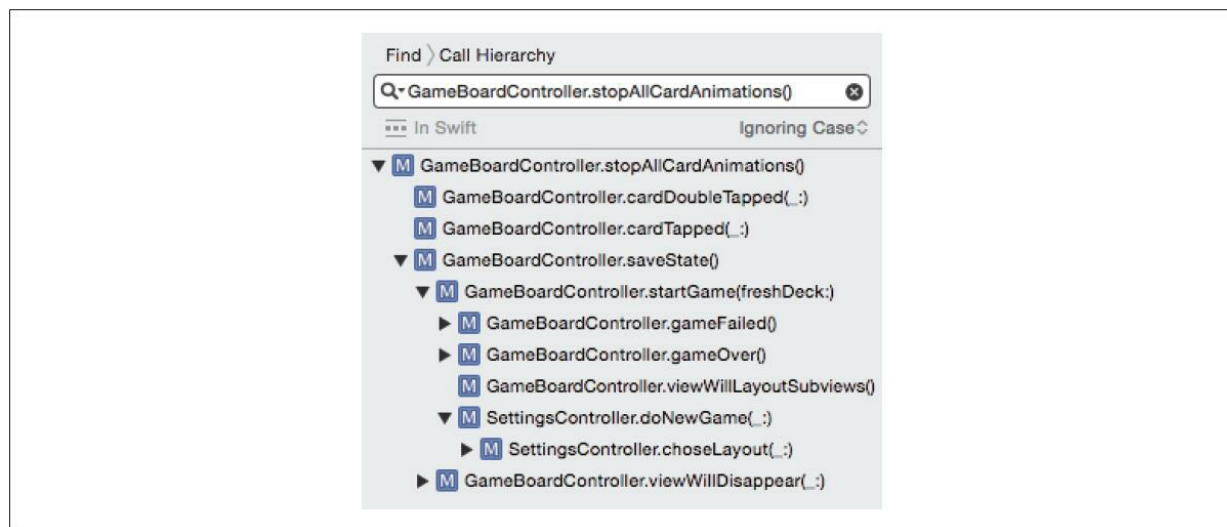 Find 〉Call Hierarchy
GameBoardController.stopAllCardAnimations()
In Swift Ignoring Case
M GameBoardController.stopAllCardAnimations()
M GameBoardController.cardDoubleTapped(_:)
M GameBoardController.cardTapped(_:)
M GameBoardController.saveState()
M GameBoardController.startGame(freshDeck:)
M GameBoardController.gameFailed()
M GameBoardController.gameOver()
M GameBoardController.viewWillLayoutSubviews()
M SettingsController.doNewGame(_:)
M SettingsController.choseLayout(_:)
M GameBoardController.viewWillDisappear(_:)